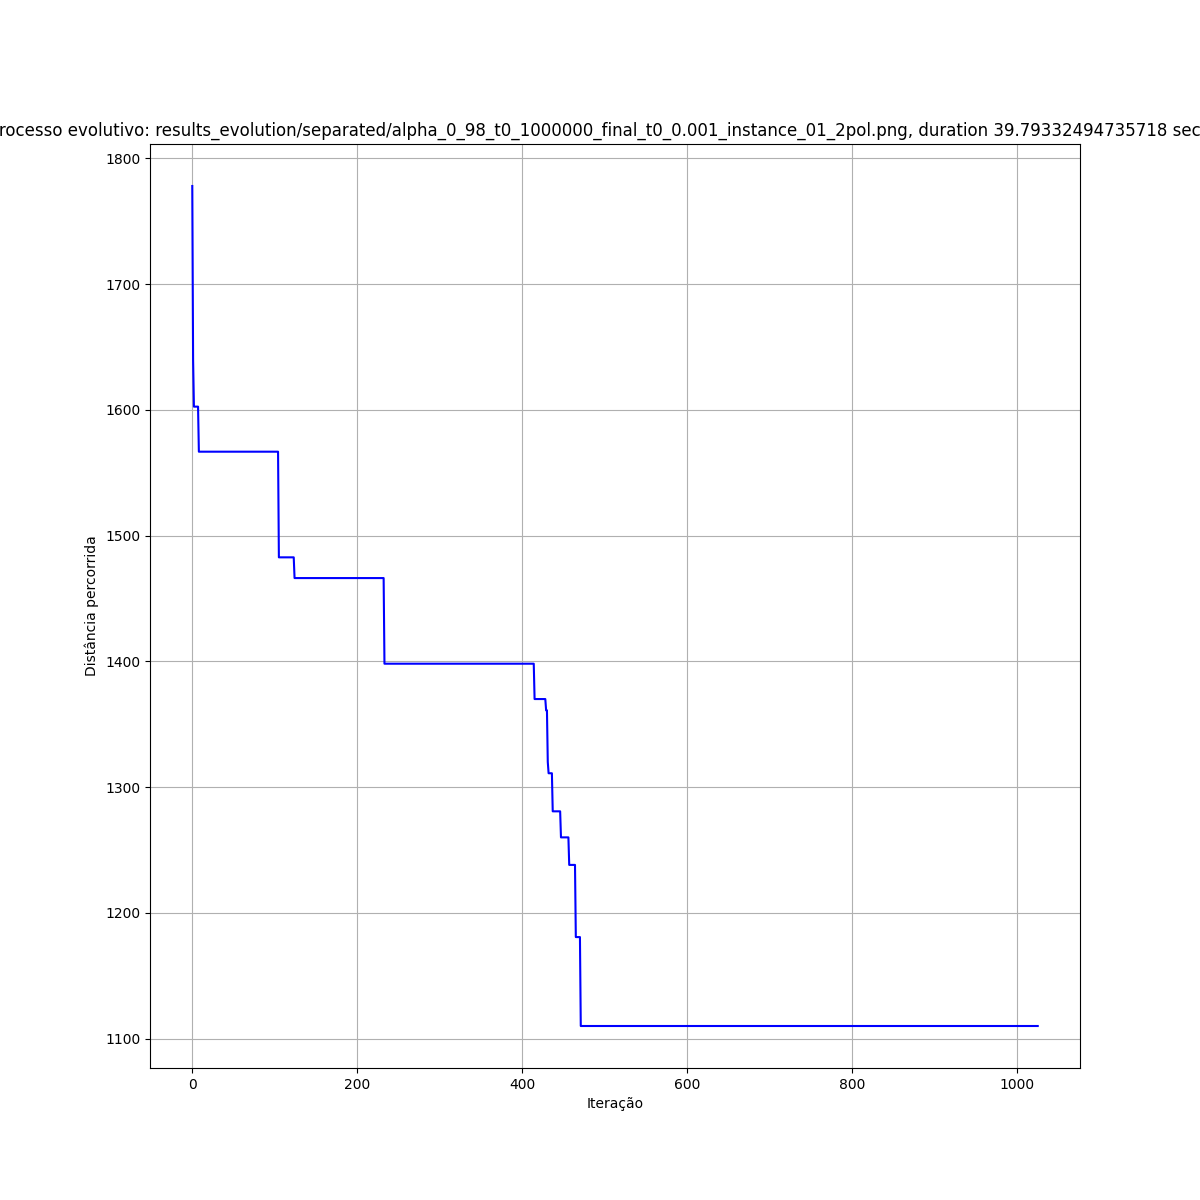 rocesso evolutivo: results_evolution/separated/alpha_0_98_t0_1000000_final_t0_0.001_instance_01_2pol.png, duration 39.79332494735718 sec
1800
1700
1600
1500
1400
1300
1200
1100
Distância percorrida
0 200 400 600 800 1000
Iteração